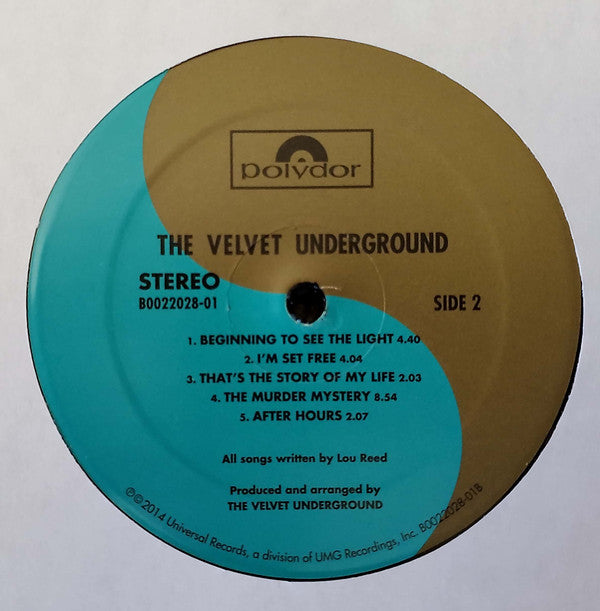 polydor
THE VELVET UNDERGROUND
STEREO
B0022028-01
SIDE 2
1. BEGINNING TO SEE THE LIGHT 4.40
2. I'M SET FREE 4.04
3. THAT'S THE STORY OF MY LIFE 2.03
4. THE MURDER MYSTERY 8.54
5. AFTER HOURS 2.07
All songs written by Lou Reed
Produced and arranged by
THE VELVET UNDERGROUND
℗©2014 Universal Records, a division of UMG Recordings, Inc. B0022028-01B